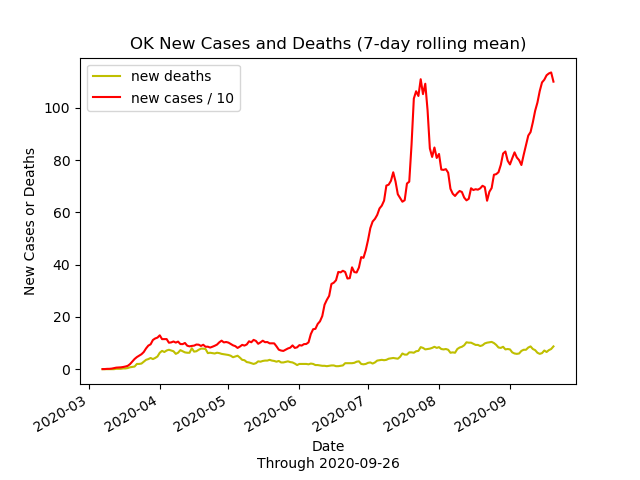 OK New Cases and Deaths (7-day rolling mean)
new deaths
new cases / 10
New Cases or Deaths
100
80
60
40
20
0
2020-03
2020-04
2020-05
2020-06
2020-07
2020-08
2020-09
Date
Through 2020-09-26